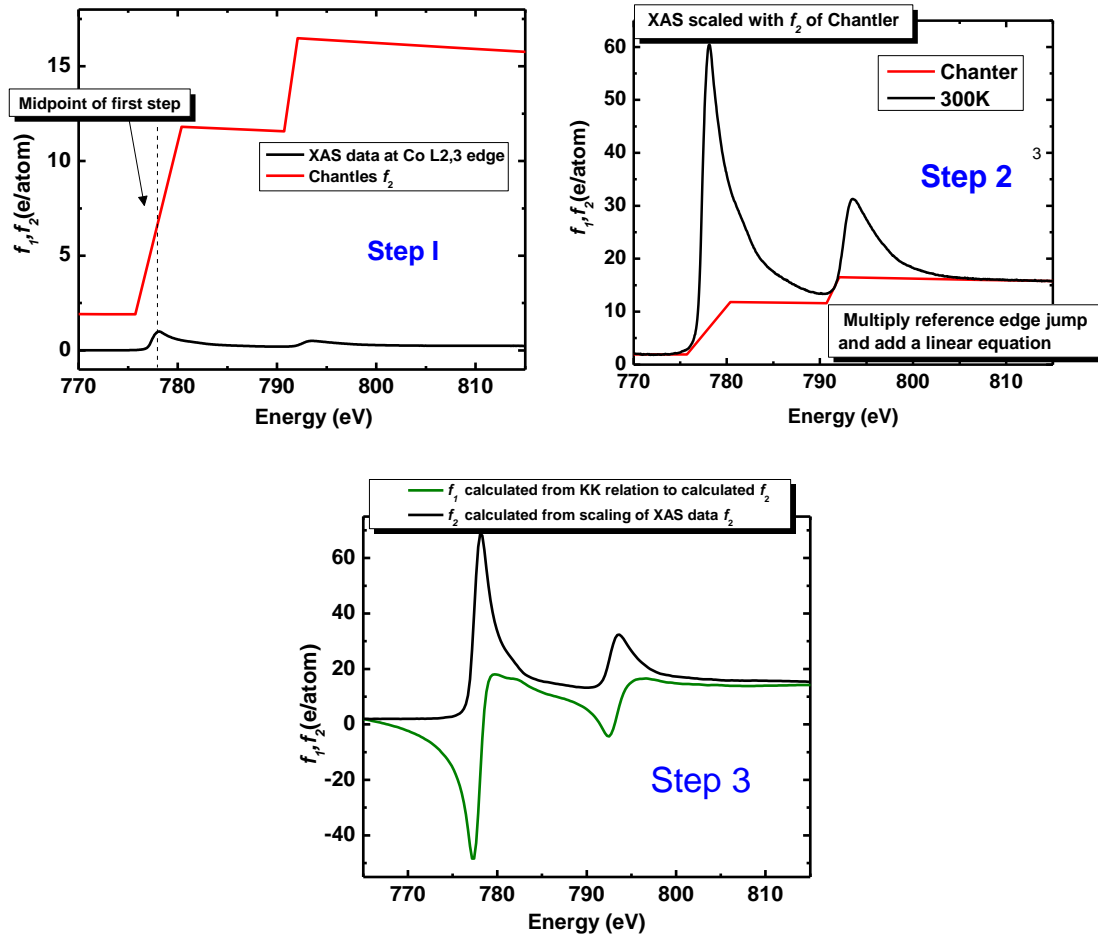 15
10
5
0
770 780 790 800 810
f1,f2(e/atom)
Energy (eV)
Midpoint of first step
XAS data at Co L2,3 edge
Chantles f2
Step I
XAS scaled with f2 of Chantler
60
50
40
30
20
10
0
770 780 790 800 810
f1,f2(e/atom)
Energy (eV)
Chanter
300K
3
Step 2
Multiply reference edge jump
and add a linear equation
f1 calculated from KK relation to calculated f2
f2 calculated from scaling of XAS data f2
60
40
20
0
-20
-40
770 780 790 800 810
f1,f2(e/atom)
Energy (eV)
Step 3